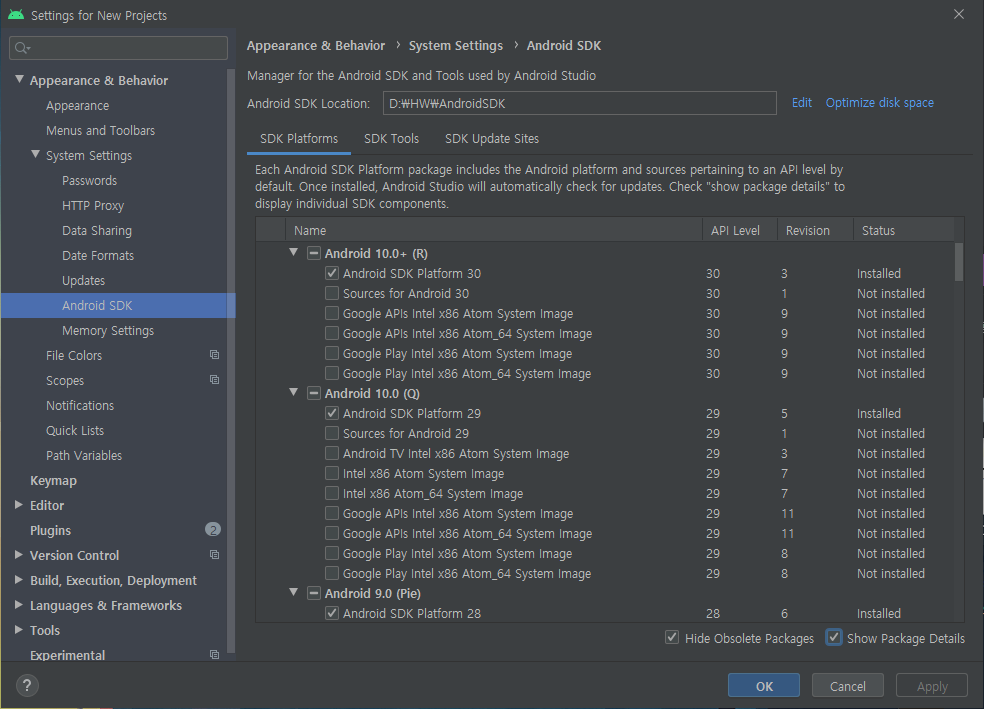 Settings for New Projects
Appearance & Behavior
Appearance
Menus and Toolbars
System Settings
Passwords
HTTP Proxy
Data Sharing
Date Formats
Updates
Android SDK
Memory Settings
File Colors
Scopes
Notifications
Quick Lists
Path Variables
Keymap
Editor
Plugins 2
Version Control
Build, Execution, Deployment
Languages & Frameworks
Tools
Experimental
?
Appearance & Behavior › System Settings › Android SDK
Manager for the Android SDK and Tools used by Android Studio
Android SDK Location: D:₩HW₩AndroidSDK Edit Optimize disk space
SDK Platforms SDK Tools SDK Update Sites
Each Android SDK Platform package includes the Android platform and sources pertaining to an API level by
default. Once installed, Android Studio will automatically check for updates. Check "show package details" to
display individual SDK components.
Name API Level Revision Status
Android 10.0+ (R)
Android SDK Platform 30 30 3 Installed
Sources for Android 30 30 1 Not installed
Google APIs Intel x86 Atom System Image 30 9 Not installed
Google APIs Intel x86 Atom_64 System Image 30 9 Not installed
Google Play Intel x86 Atom System Image 30 9 Not installed
Google Play Intel x86 Atom_64 System Image 30 9 Not installed
Android 10.0 (Q)
Android SDK Platform 29 29 5 Installed
Sources for Android 29 29 1 Not installed
Android TV Intel x86 Atom System Image 29 3 Not installed
Intel x86 Atom System Image 29 7 Not installed
Intel x86 Atom_64 System Image 29 7 Not installed
Google APIs Intel x86 Atom System Image 29 11 Not installed
Google APIs Intel x86 Atom_64 System Image 29 11 Not installed
Google Play Intel x86 Atom System Image 29 8 Not installed
Google Play Intel x86 Atom_64 System Image 29 8 Not installed
Android 9.0 (Pie)
Android SDK Platform 28 28 6 Installed
Hide Obsolete Packages Show Package Details
OK Cancel Apply